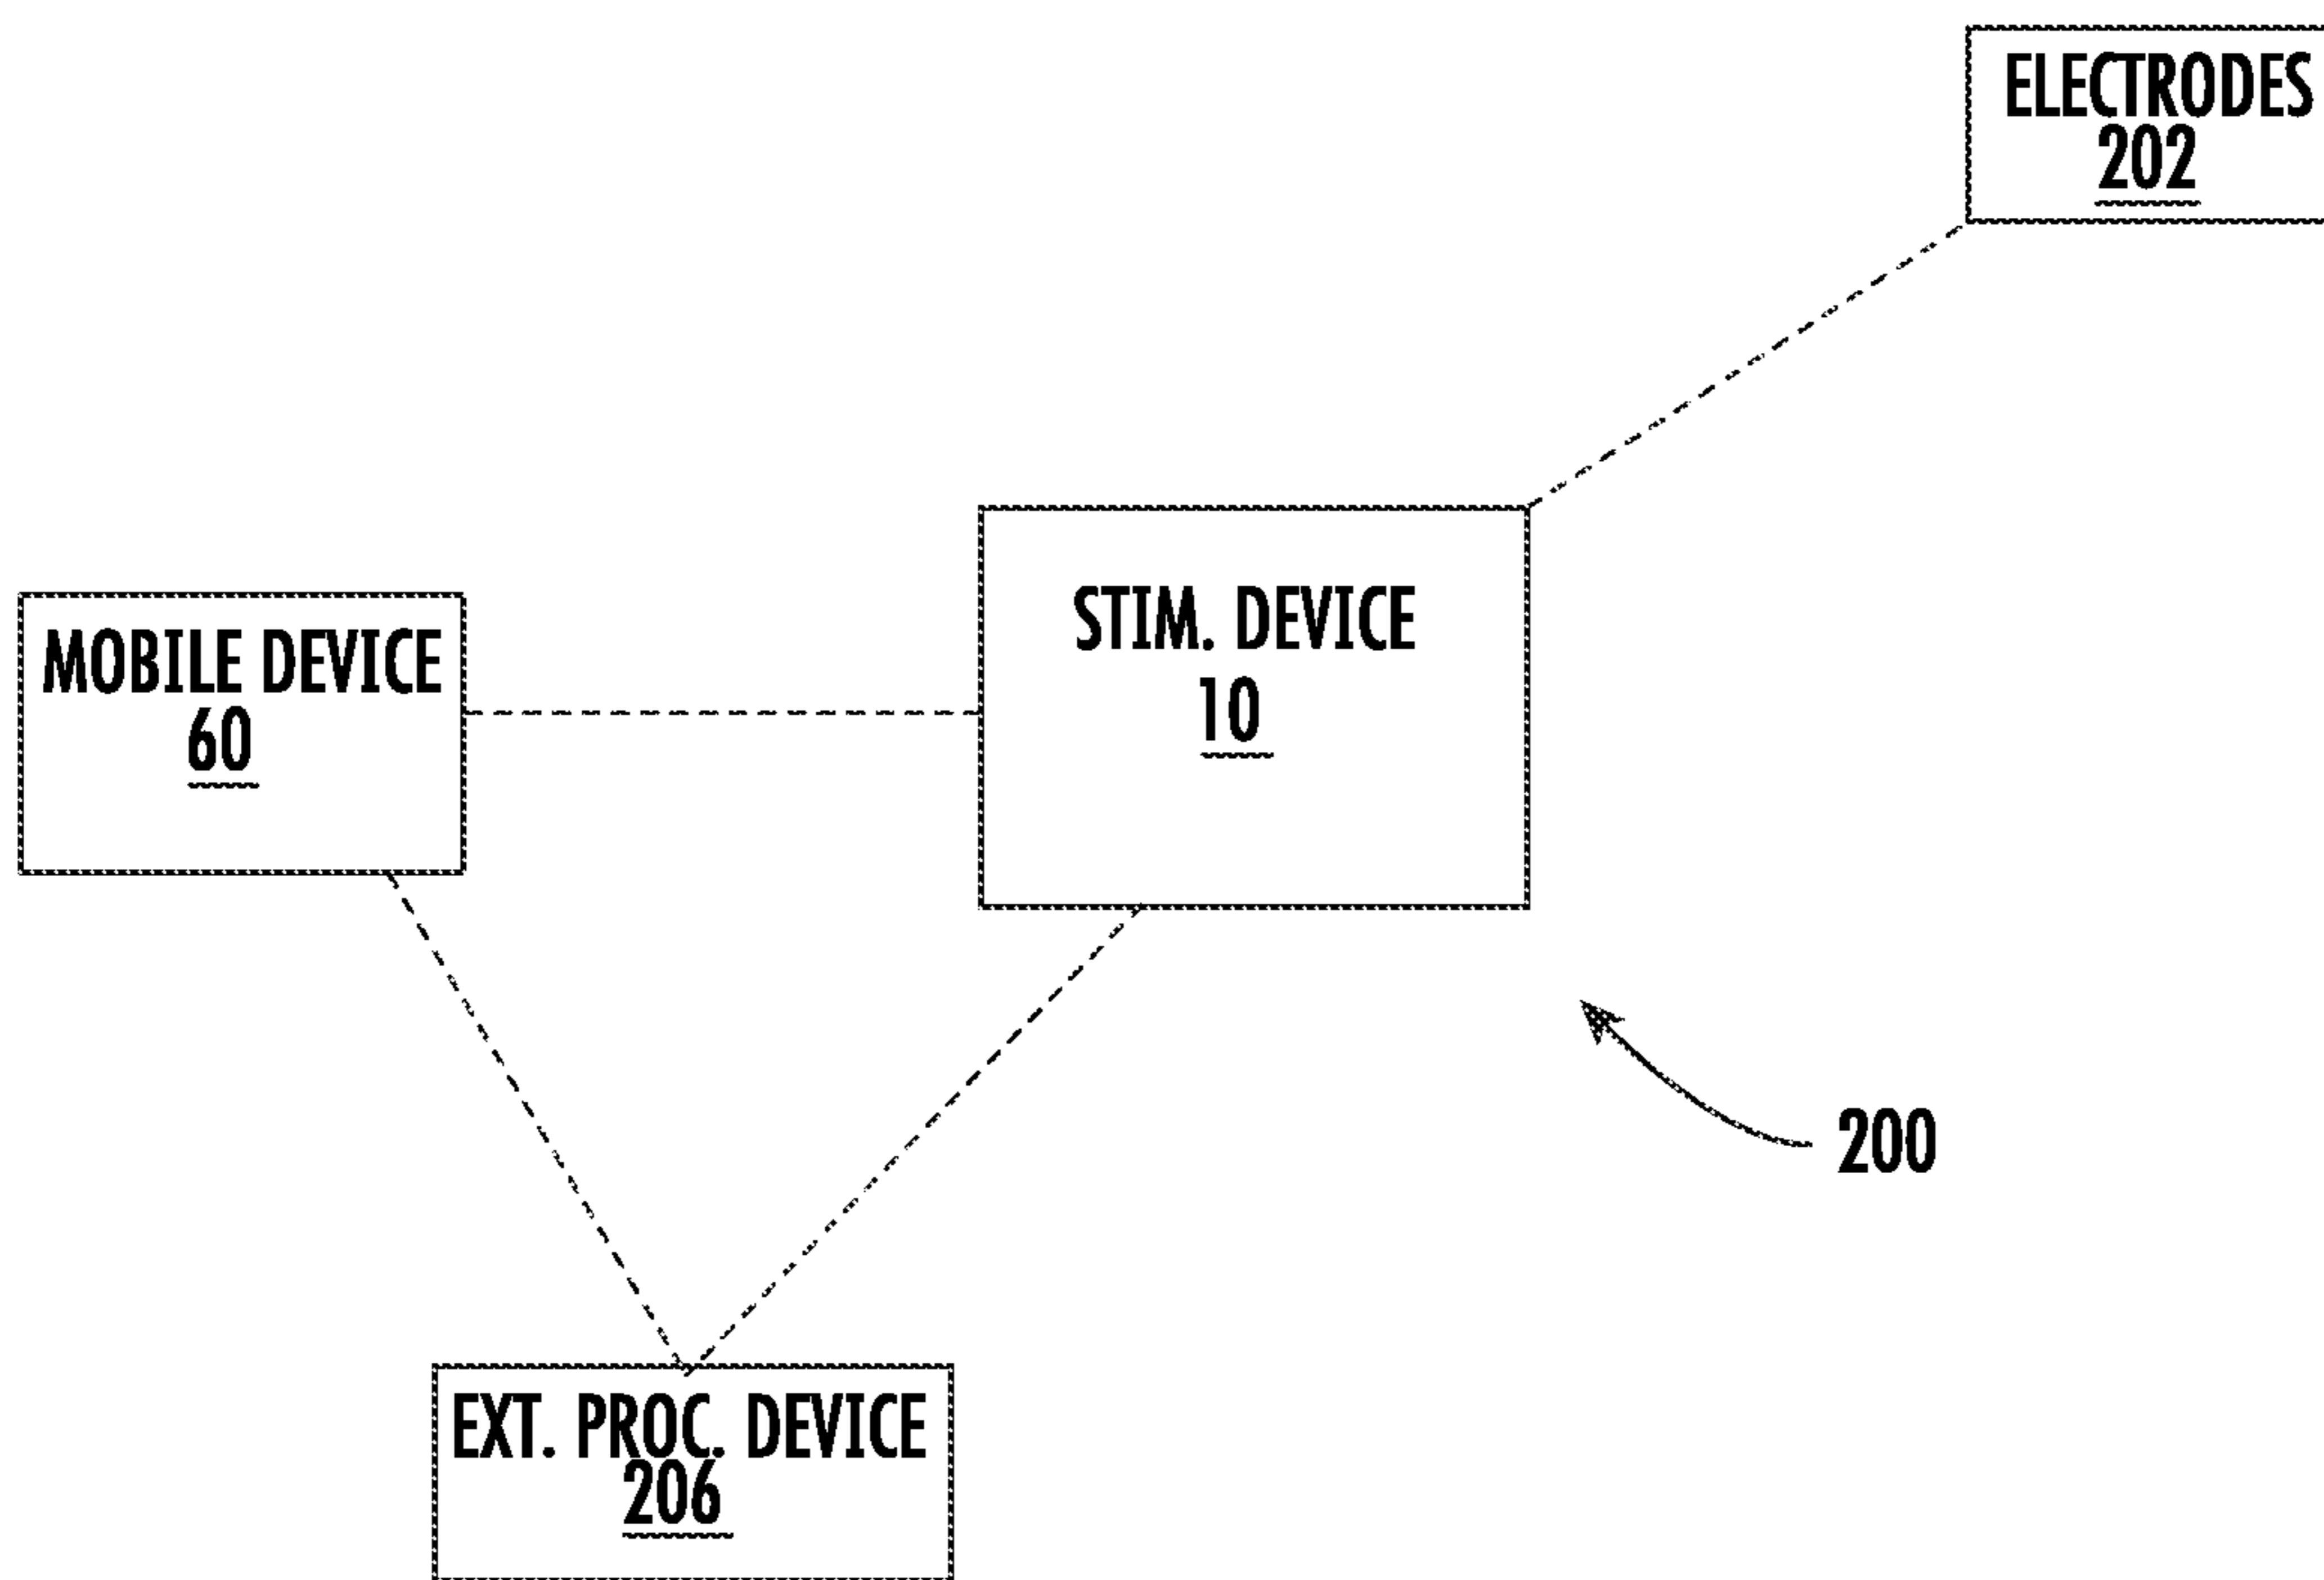 ELECTRODES
202
STIM. DEVICE
10
MOBILE DEVICE
60
200
EXT. PROC. DEVICE
206